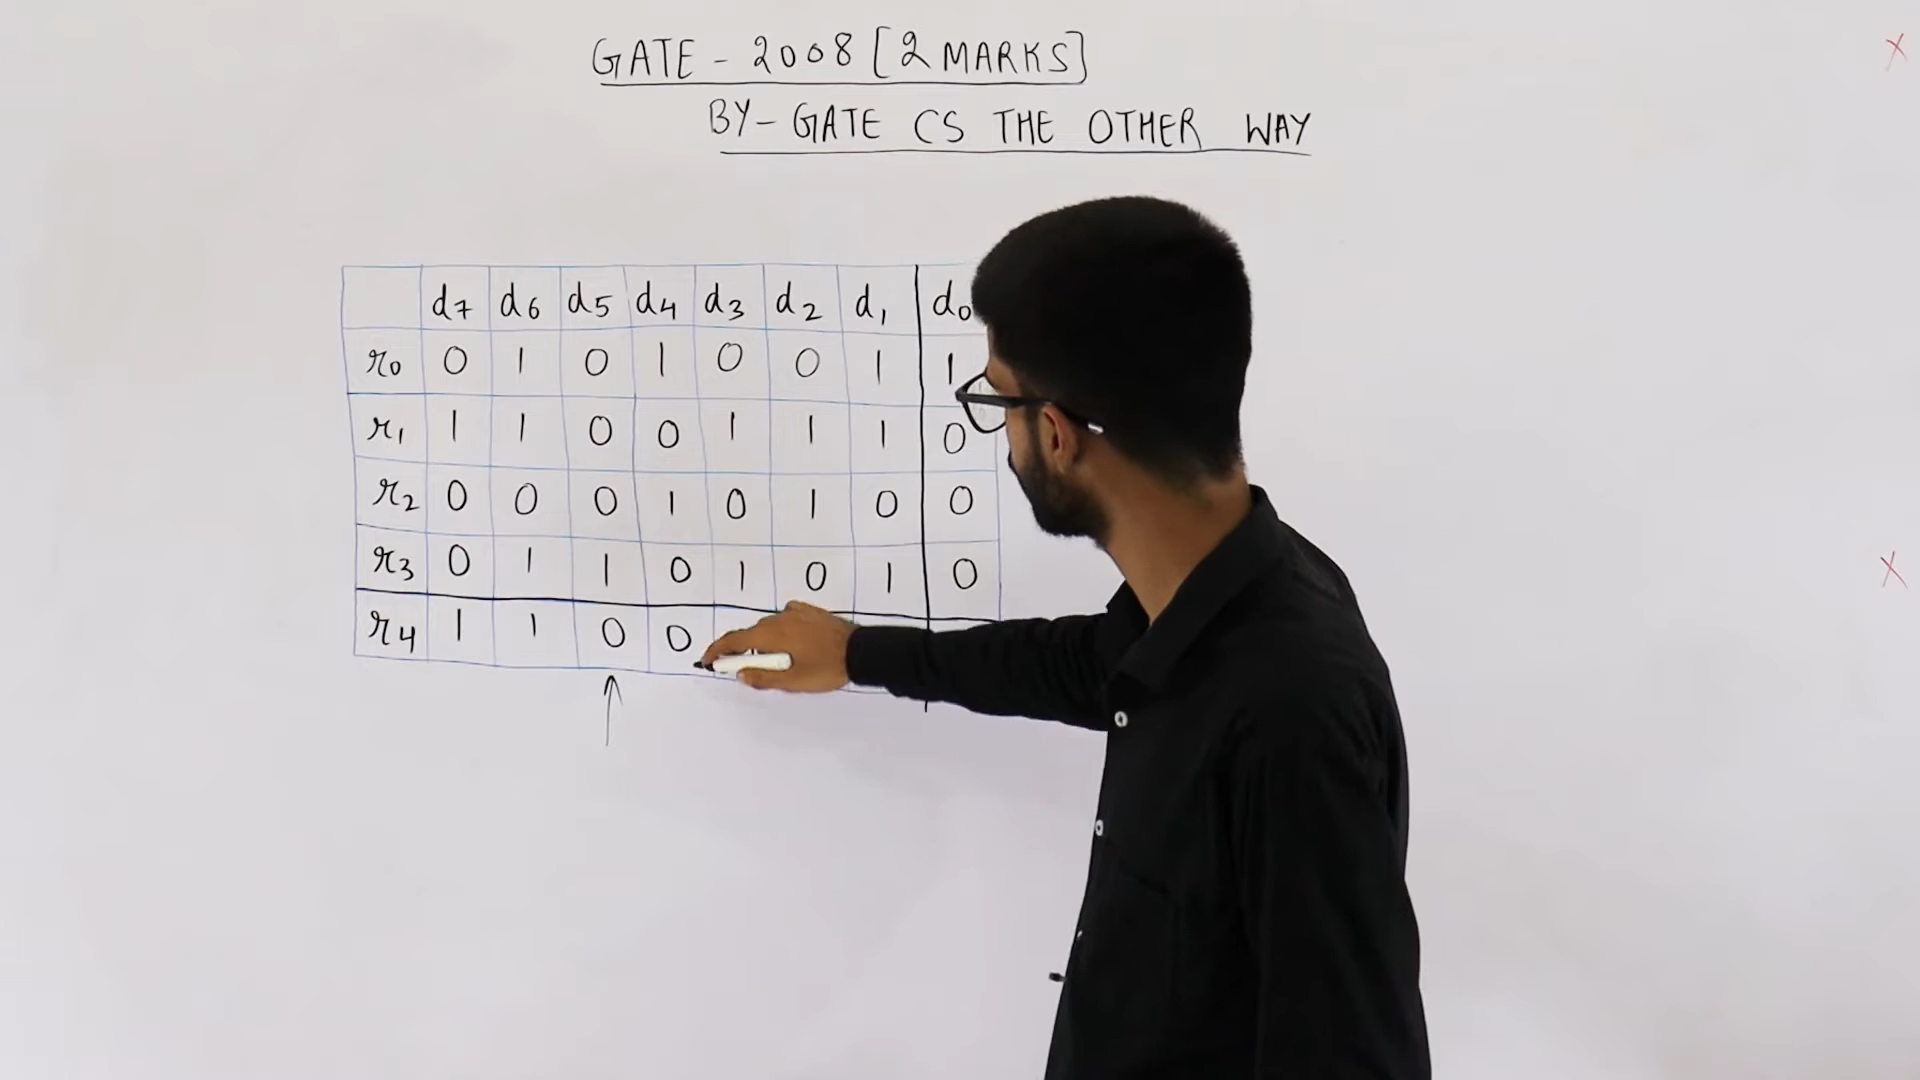 GATE - 2008 [2 MARKS]
BY - GATE CS THE OTHER WAY
d7 d6 d5 d4 d3 d2 d1 d0
r0 0 1 0 1 0 0 1 1
r1 1 1 0 0 1 1 1 0
r2 0 0 0 1 0 1 0 0
r3 0 1 1 0 1 0 1 0
r4 1 1 0 0